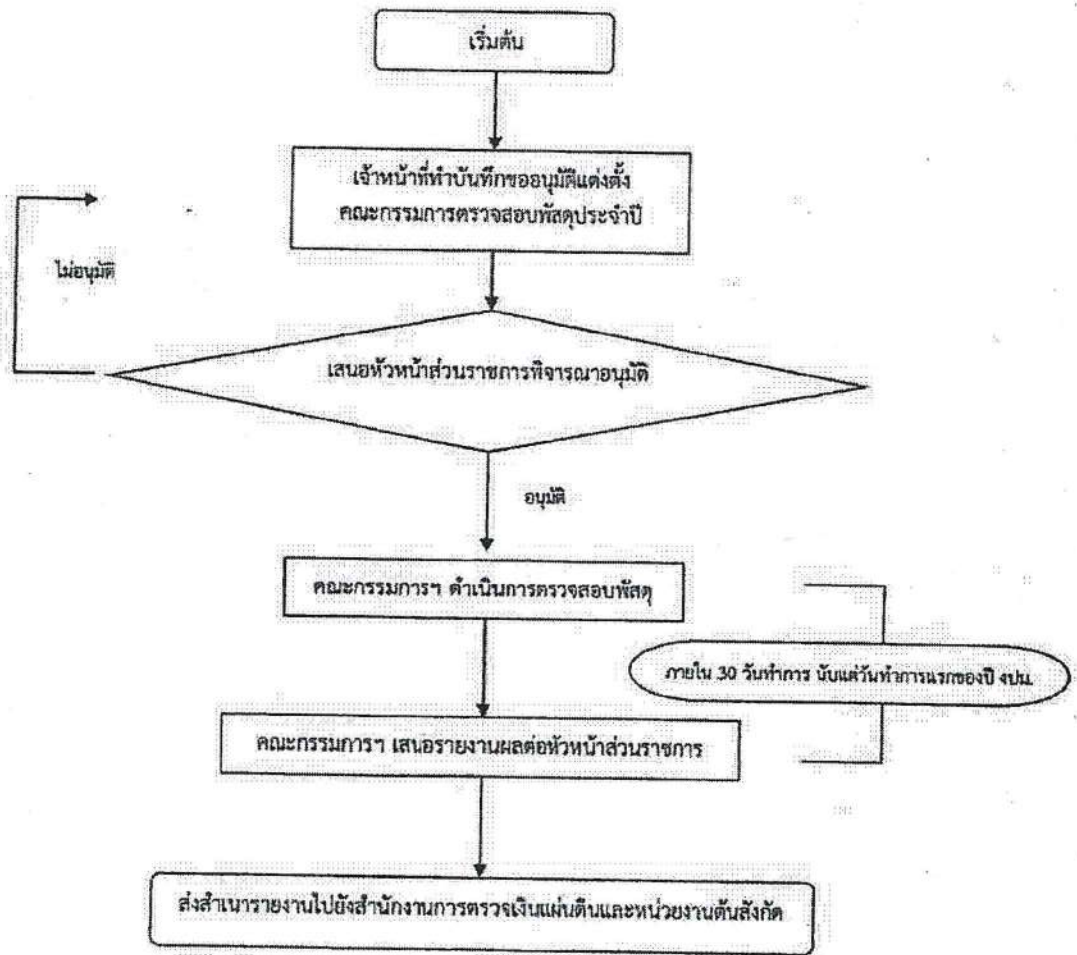 เริ่มต้น
เจ้าหน้าที่ทำบันทึกขออนุมัติแต่งตั้ง
คณะกรรมการตรวจสอบพัสดุประจำปี
ไม่อนุมัติ
เสนอหัวหน้าส่วนราชการพิจารณาอนุมัติ
อนุมัติ
คณะกรรมการฯ ดำเนินการตรวจสอบพัสดุ
ภายใน 30 วันทำการ นับแต่วันทำการแรกของปี งปม.
คณะกรรมการฯ เสนอรายงานผลต่อหัวหน้าส่วนราชการ
ส่งสำเนารายงานไปยังสำนักงานการตรวจเงินแผ่นดินและหน่วยงานต้นสังกัด